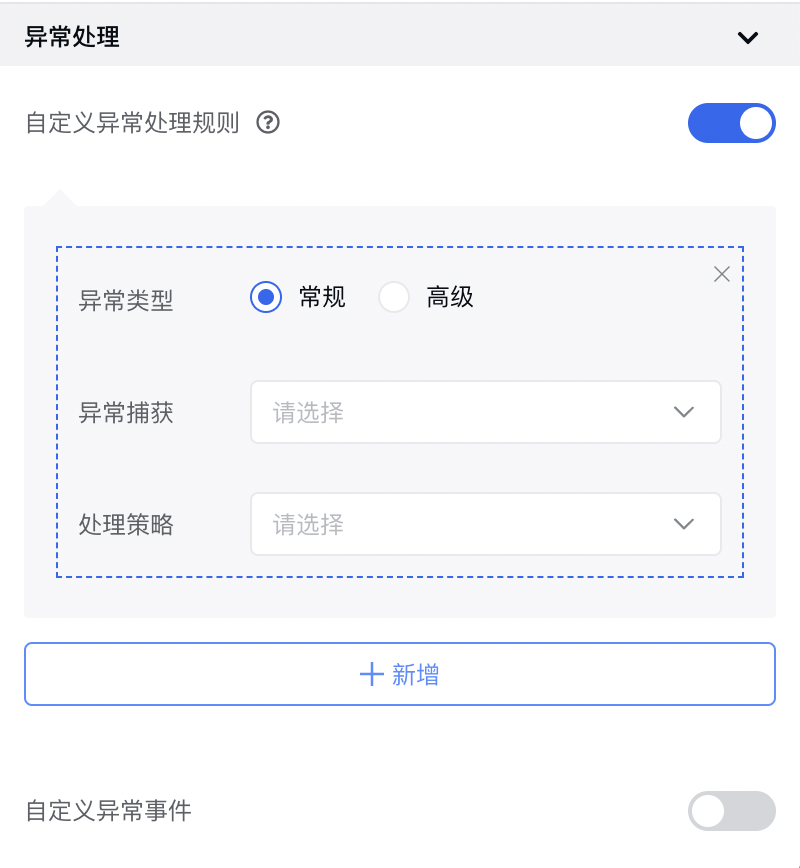 异常处理
自定义异常处理规则
异常类型 常规 高级
异常捕获 请选择
处理策略 请选择
新增
自定义异常事件